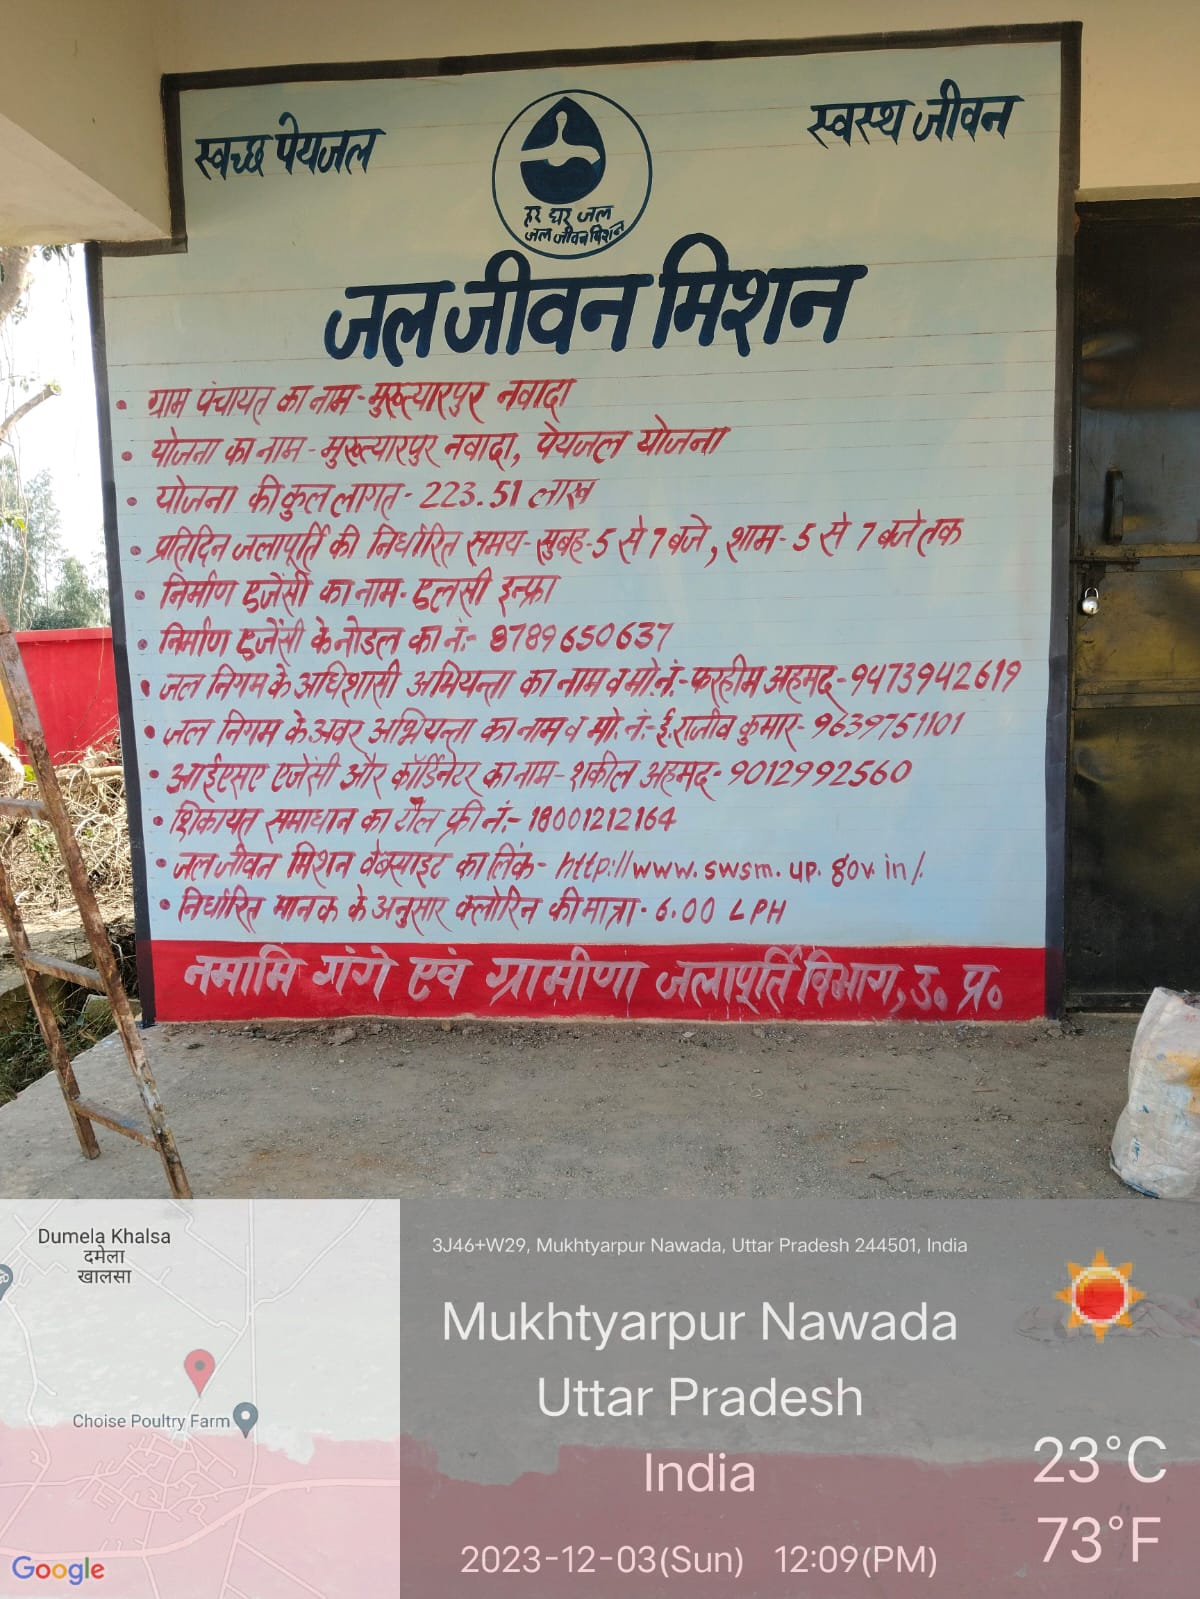 स्वच्छ पेयजल
स्वस्थ जीवन
हर घर जल
जल जीवन मिशन
जल जीवन मिशन
• ग्राम पंचायत का नाम - मुख्त्यारपुर नवादा
• योजना का नाम - मुख्त्यारपुर नवादा, पेयजल योजना
• योजना की कुल लागत - 223.51 लाख
• प्रतिदिन जलापूर्ति की निर्धारित समय - सुबह - 5 से 7 बजे, शाम - 5 से 7 बजे तक
• निर्माण एजेंसी का नाम - एलसी इन्फ्रा
• निर्माण एजेंसी के नोडल का नं:- 8789650637
• जल निगम के अधिशासी अभियन्ता का नाम व मो.नं.- फरहीम अहमद - 9473942619
• जल निगम के अवर अभियन्ता का नाम व मो. नं:- ई. राजीव कुमार - 9639751101
• आईएसए एजेंसी और कॉर्डिनेटर का नाम - शकील अहमद - 9012992560
• शिकायत समाधान का टौल फ्री नं:- 18001212164
• जल जीवन मिशन वेबसाइट का लिंक - http://www.swsm.up.gov.in/.
• निर्धारित मानक के अनुसार क्लोरिन की मात्रा - 6.00 LPH
नमामि गंगे एवं ग्रामीणा जलापूर्ति विभाग, उ० प्र०
Dumela Khalsa
दमेला
खालसा
Choise Poultry Farm
Google
3J46+W29, Mukhtyarpur Nawada, Uttar Pradesh 244501, India
Mukhtyarpur Nawada
Uttar Pradesh
India
23°C
73°F
2023-12-03(Sun) 12:09(PM)